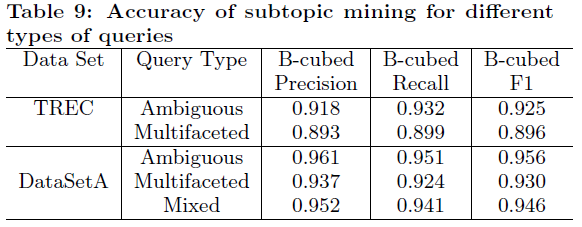 Table 9: Accuracy of subtopic mining for different
types of queries
Data Set Query Type B-cubed B-cubed B-cubed
Precision Recall F1
TREC Ambiguous 0.918 0.932 0.925
Multifaceted 0.893 0.899 0.896
Ambiguous 0.961 0.951 0.956
DataSetA Multifaceted 0.937 0.924 0.930
Mixed 0.952 0.941 0.946